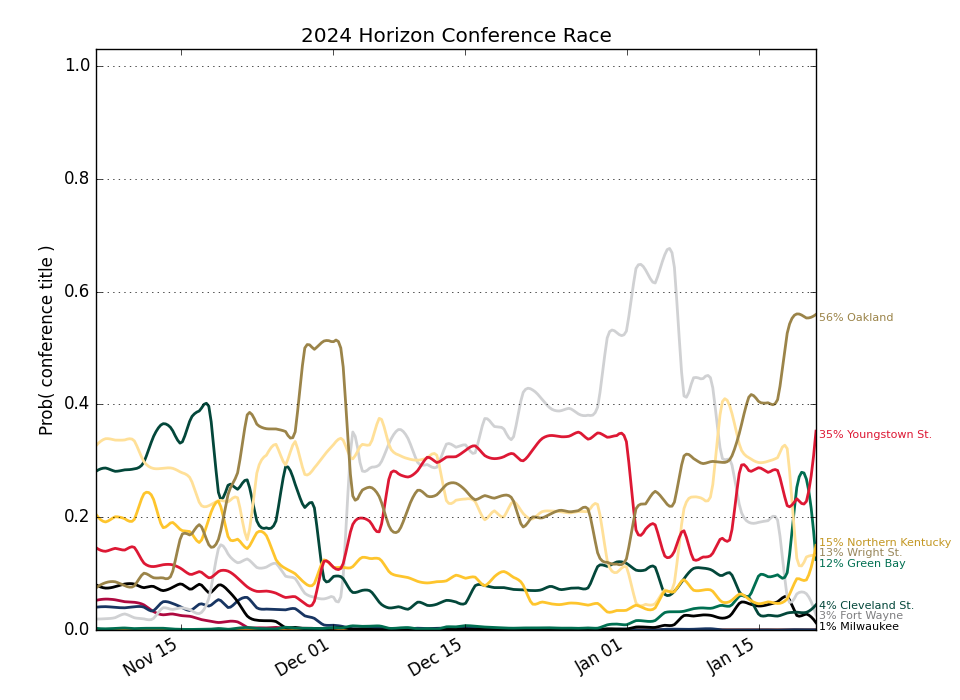 2024 Horizon Conference Race
Prob( conference title )
1.0
0.8
0.6
0.4
0.2
0.0
Nov 15
Dec 01
Dec 15
Jan 01
Jan 15
56% Oakland
35% Youngstown St.
15% Northern Kentucky
13% Wright St.
12% Green Bay
4% Cleveland St.
3% Fort Wayne
1% Milwaukee